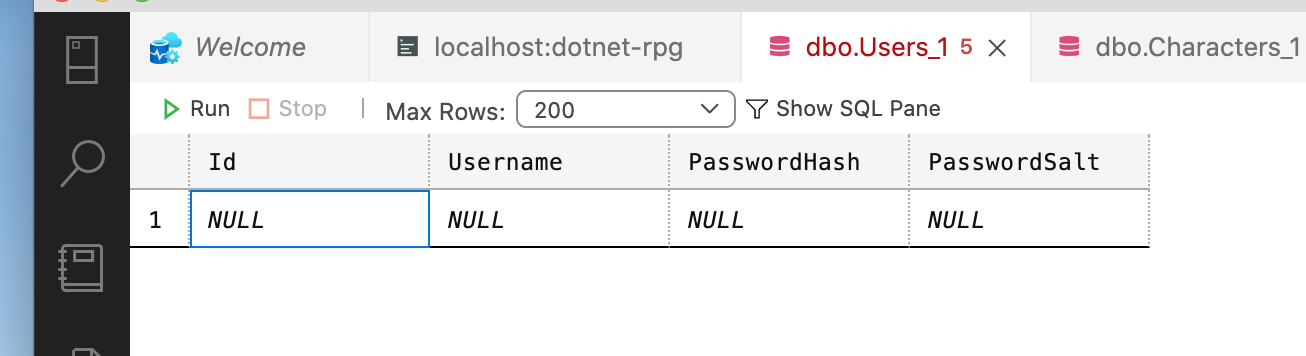 Welcome localhost:dotnet-rpg dbo.Users_1 5 dbo.Characters_1
Run Stop Max Rows: 200 Show SQL Pane
Id Username PasswordHash PasswordSalt
1 NULL NULL NULL NULL